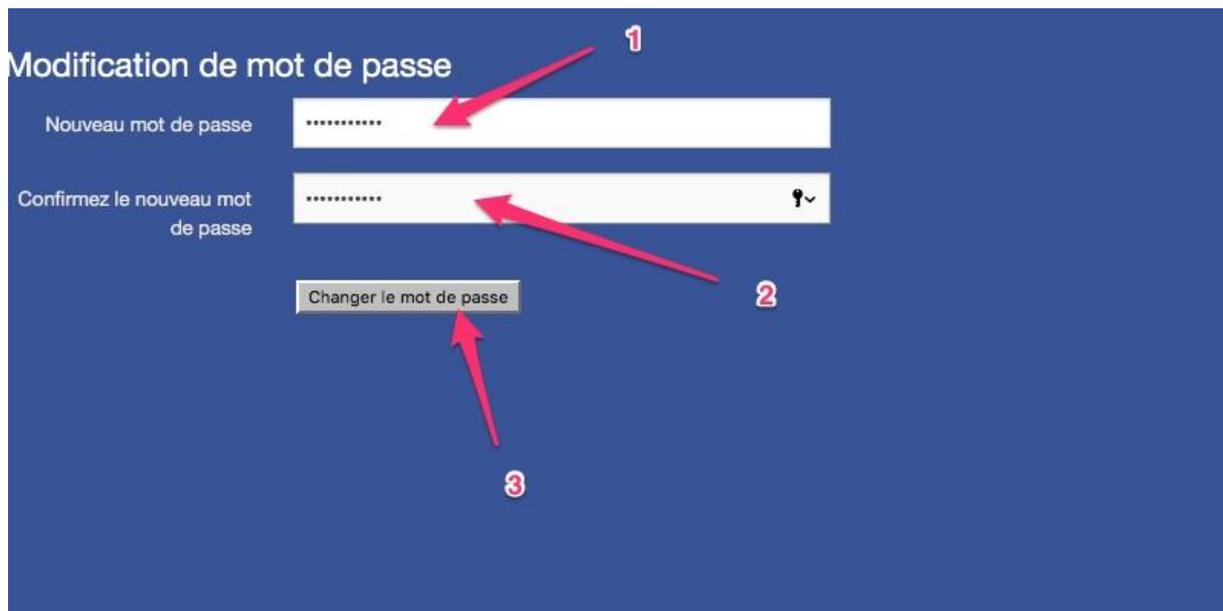 1
Modification de mot de passe
Nouveau mot de passe
•••••••••••
Confirmez le nouveau mot
de passe
•••••••••••
Changer le mot de passe
2
3